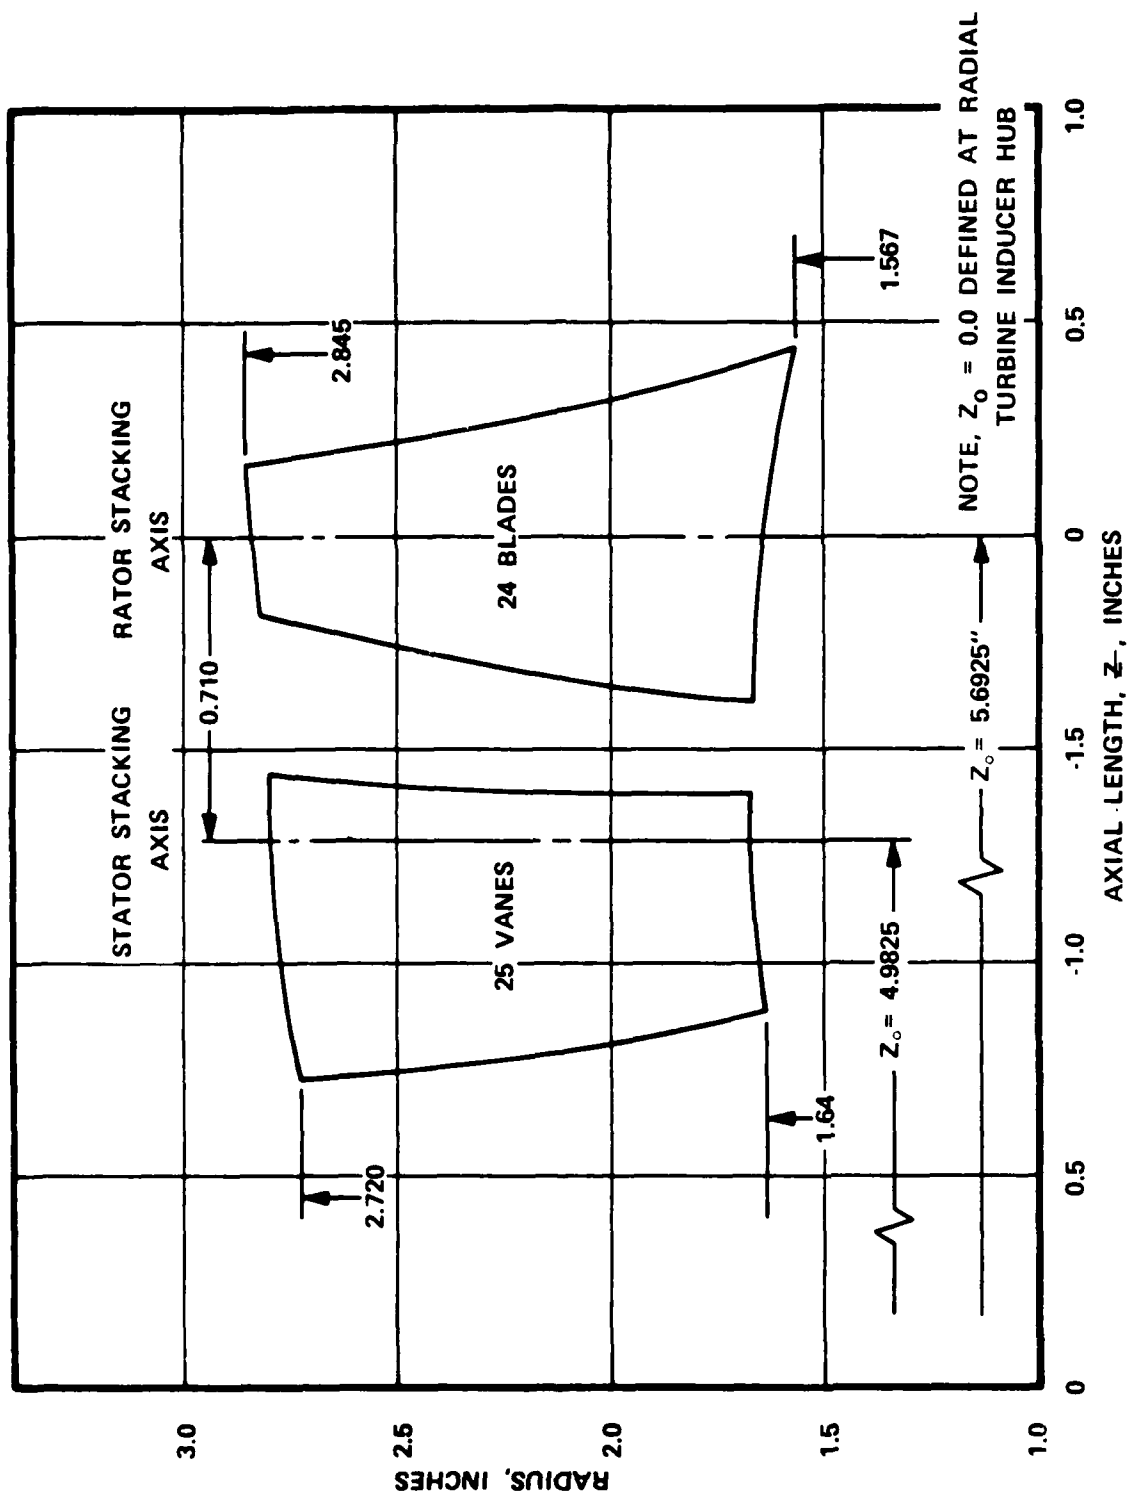 STATOR STACKING
AXIS
RATOR STACKING
AXIS
0.710
2.720
2.845
25 VANES
24 BLADES
1.64
1.567
Z₀ = 4.9825
Z₀ = 5.6925"
NOTE, Z₀ = 0.0 DEFINED AT RADIAL
TURBINE INDUCER HUB
RADIUS, INCHES
3.0
2.5
2.0
1.5
1.0
0
0.5
-1.0
-1.5
0
0.5
1.0
AXIAL LENGTH, Z, INCHES